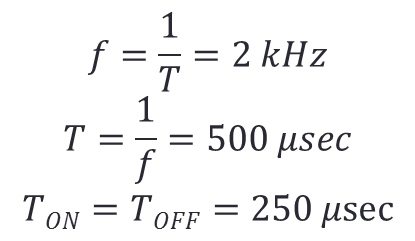 f = 1/T = 2 kHz
T = 1/f = 500 μsec
T_ON = T_OFF = 250 μsec